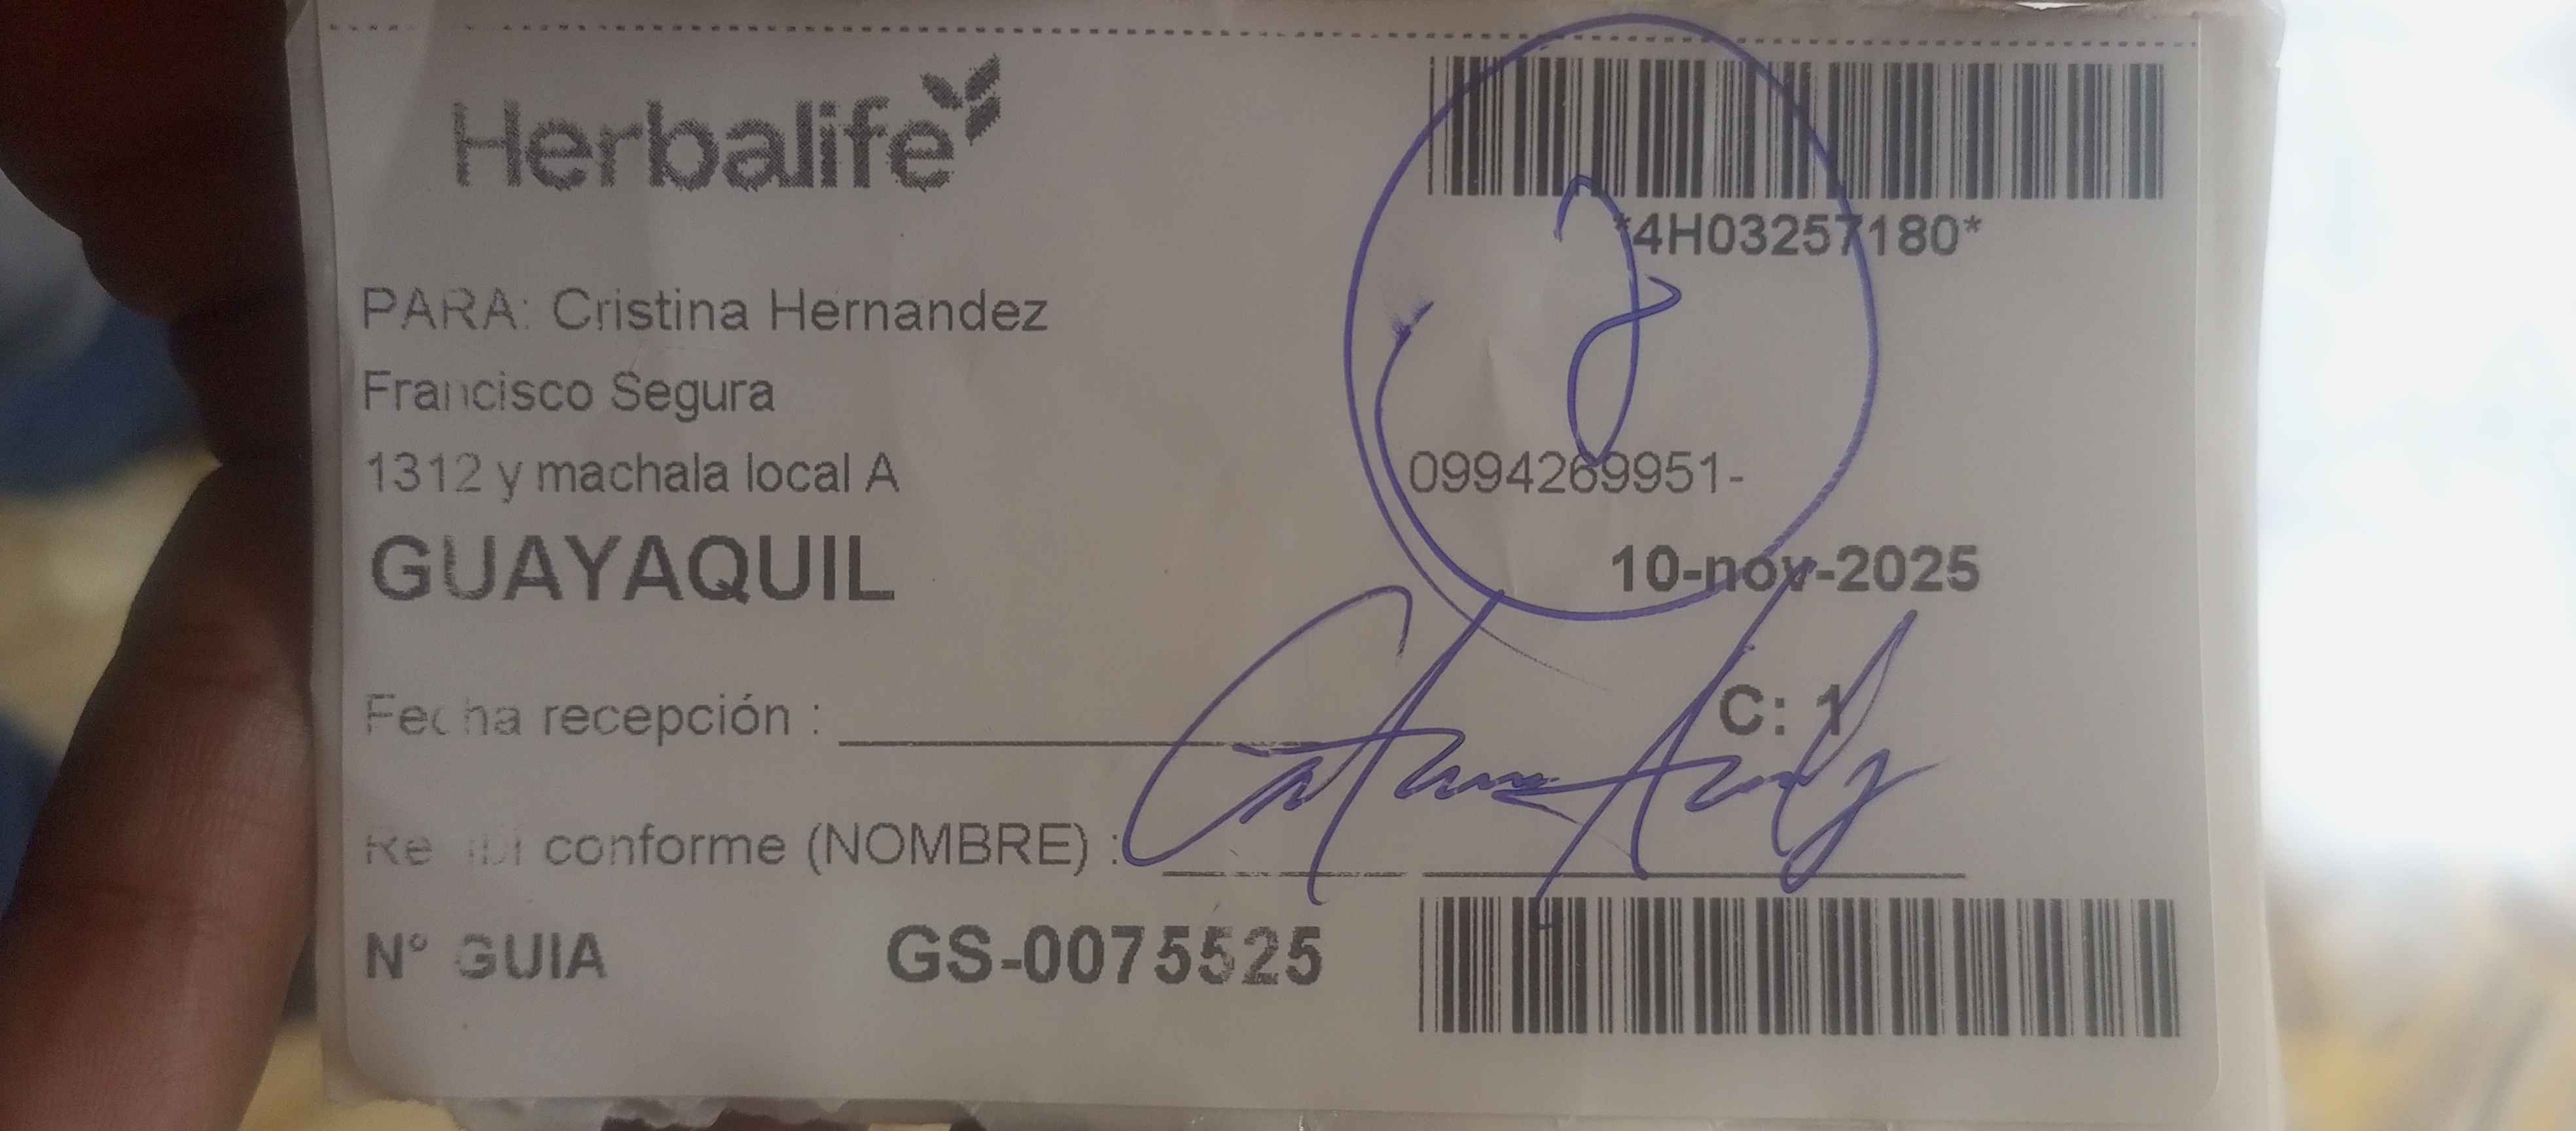 Herbalife
*4H03257180*
PARA: Cristina Hernandez
Francisco Segura
1312 y machala local A
0994269951-
GUAYAQUIL
10-nov-2025
Fecha recepción :
C: 1
Recibí conforme (NOMBRE) :
N° GUIA GS-0075525